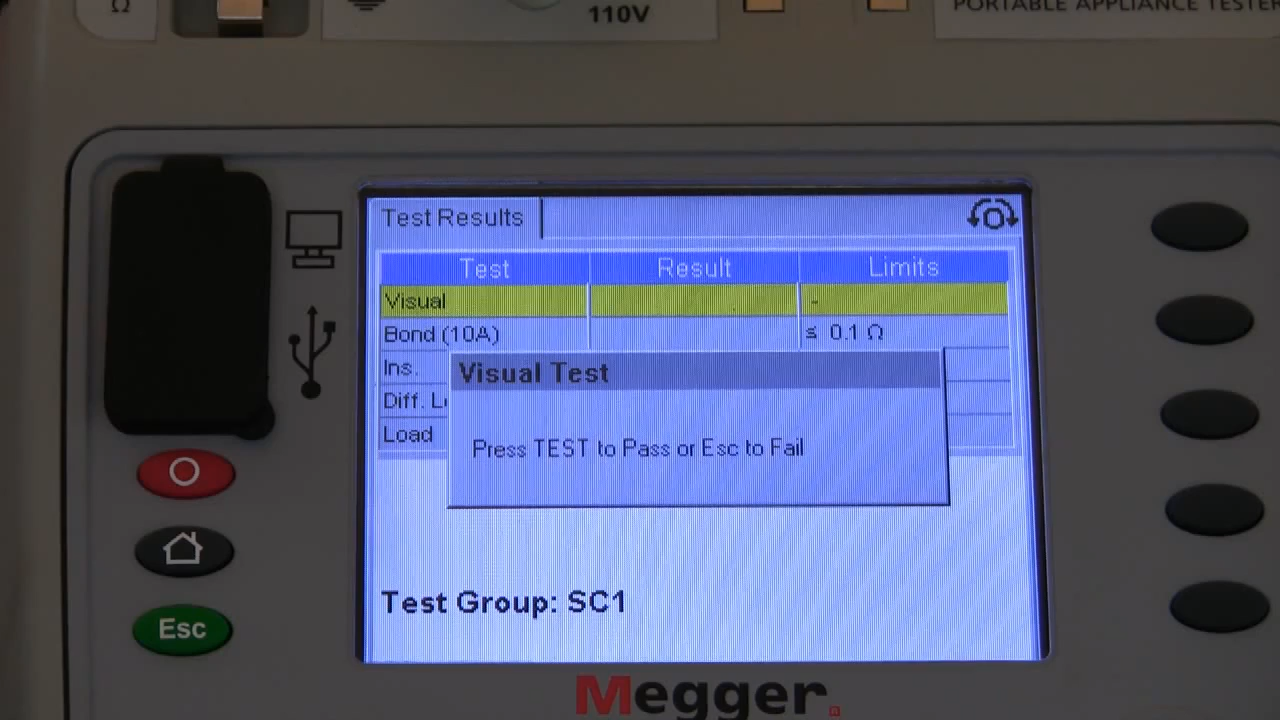 Ω
110V
PORTABLE APPLIANCE TESTER
Test Results
Test Result Limits
Visual -
Bond (10A) ≤ 0.1 Ω
Ins.
Diff.
Load
Visual Test
Press TEST to Pass or Esc to Fail
Test Group: SC1
Esc
Megger.